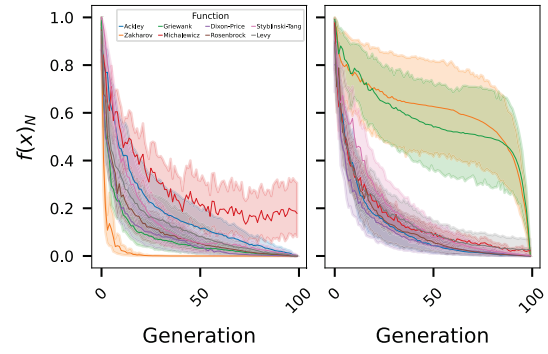 Function
Ackley Griewank Dixon-Price Styblinski-Tang
Zakharov Michalewicz Rosenbrock Levy
1.0
0.8
0.6
0.4
0.2
0.0
f(x)_N
0 50 100
0 50 100
Generation Generation